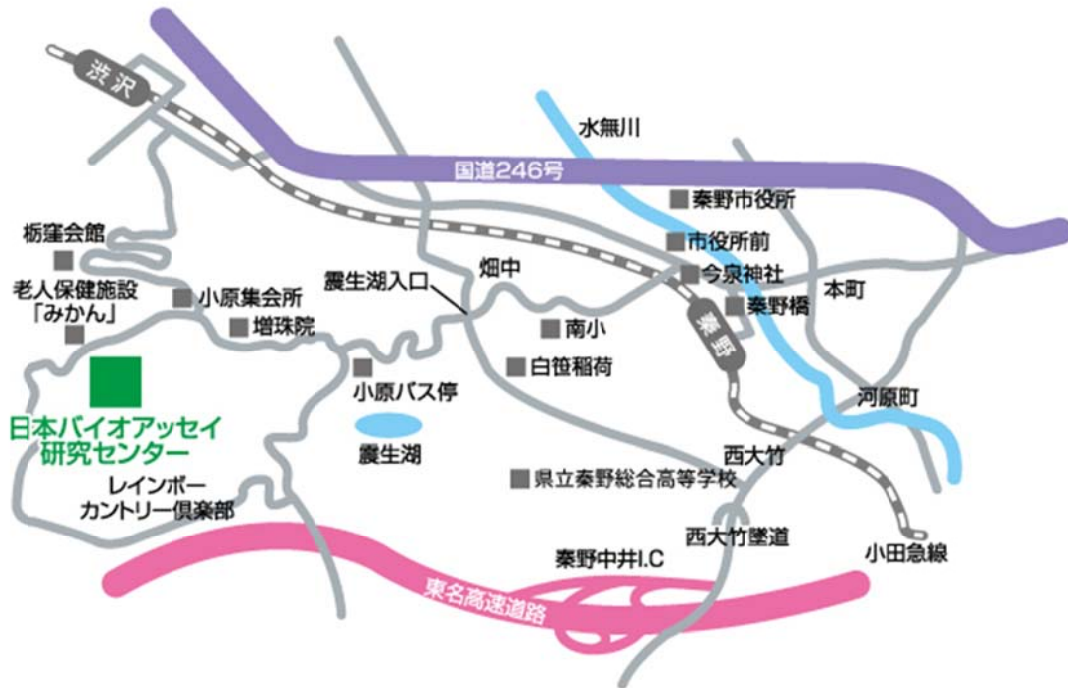 渋沢
水無川
国道246号
秦野市役所
栃窪会館
市役所前
畑中
震生湖入口
今泉神社
老人保健施設
「みかん」
小原集会所
本町
秦野橋
増珠院
南小
秦野
白笹稲荷
小原バス停
河原町
日本バイオアッセイ
研究センター
震生湖
西大竹
レインボー
カントリー倶楽部
県立秦野総合高等学校
西大竹墜道
小田急線
秦野中井I.C
東名高速道路